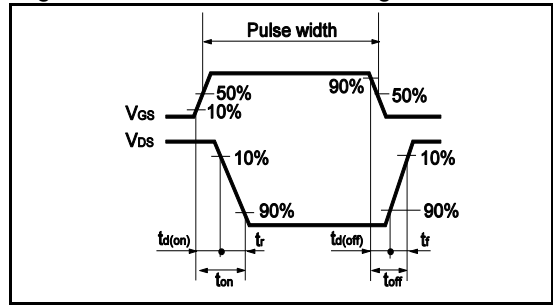 Pulse width
90%
50%
50%
10%
VGS
VDS
10%
10%
90%
90%
td(on)
tr
td(off)
tf
ton
toff